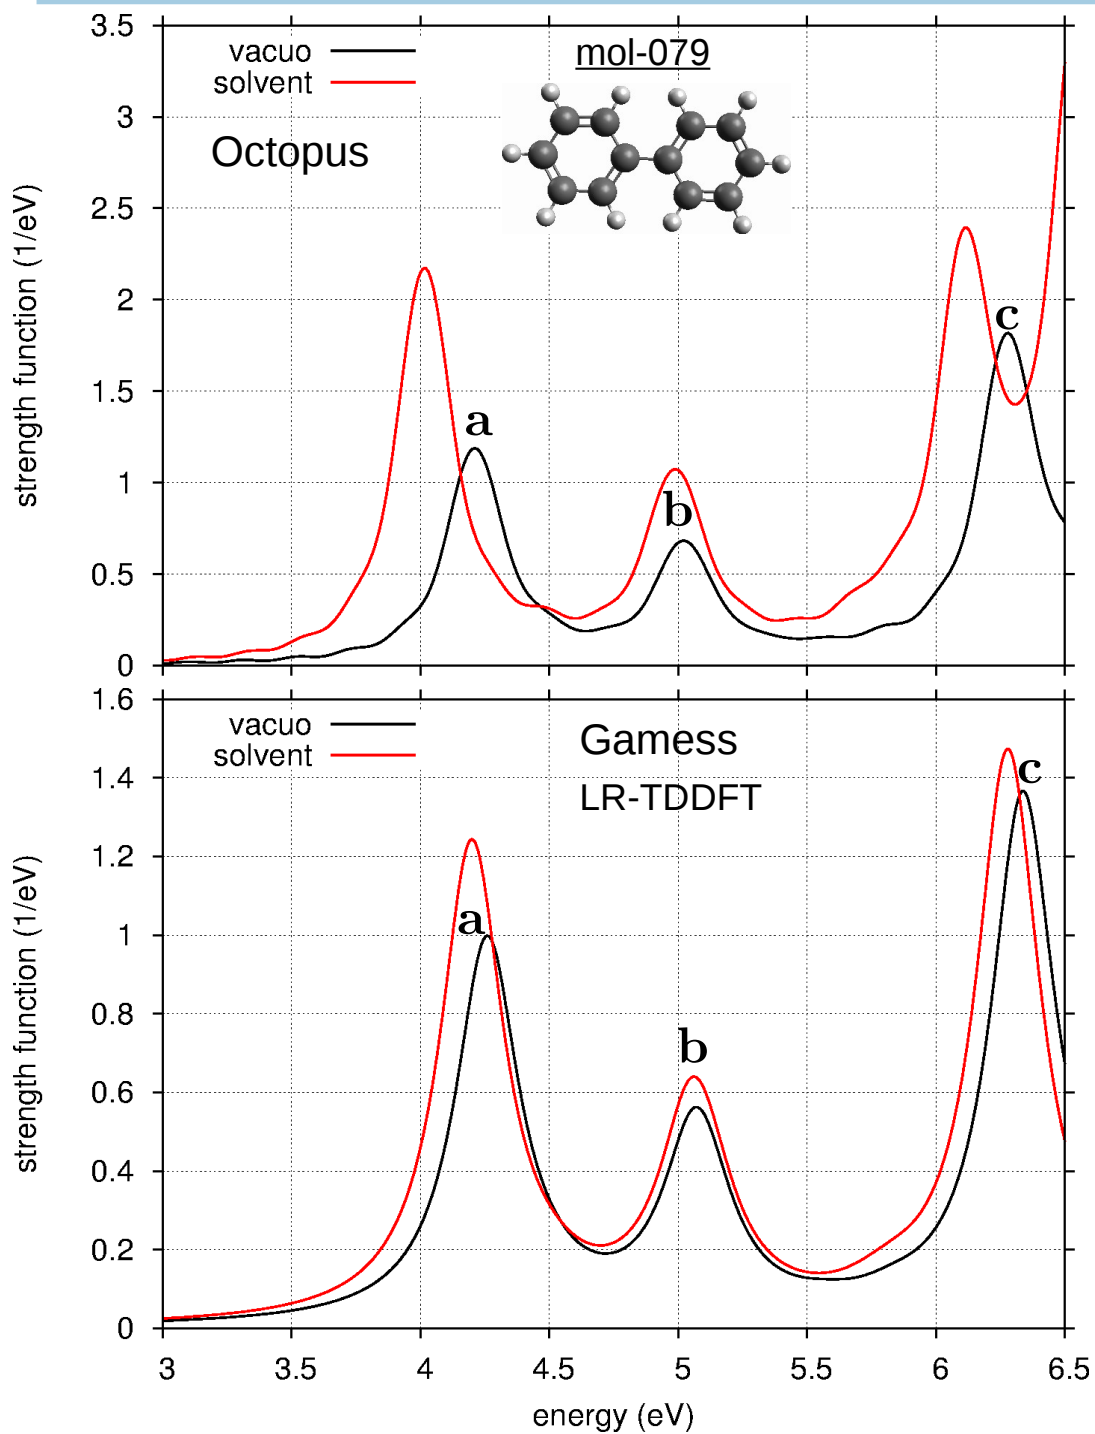 3.5
vacuo
solvent
mol-079
3
Octopus
2.5
2
c
1.5
a
1
b
0.5
0
strength function (1/eV)
1.6
vacuo
solvent
Gamess
LR-TDDFT
1.4
c
1.2
1
a
0.8
b
0.6
0.4
0.2
0
strength function (1/eV)
3 3.5 4 4.5 5 5.5 6 6.5
energy (eV)